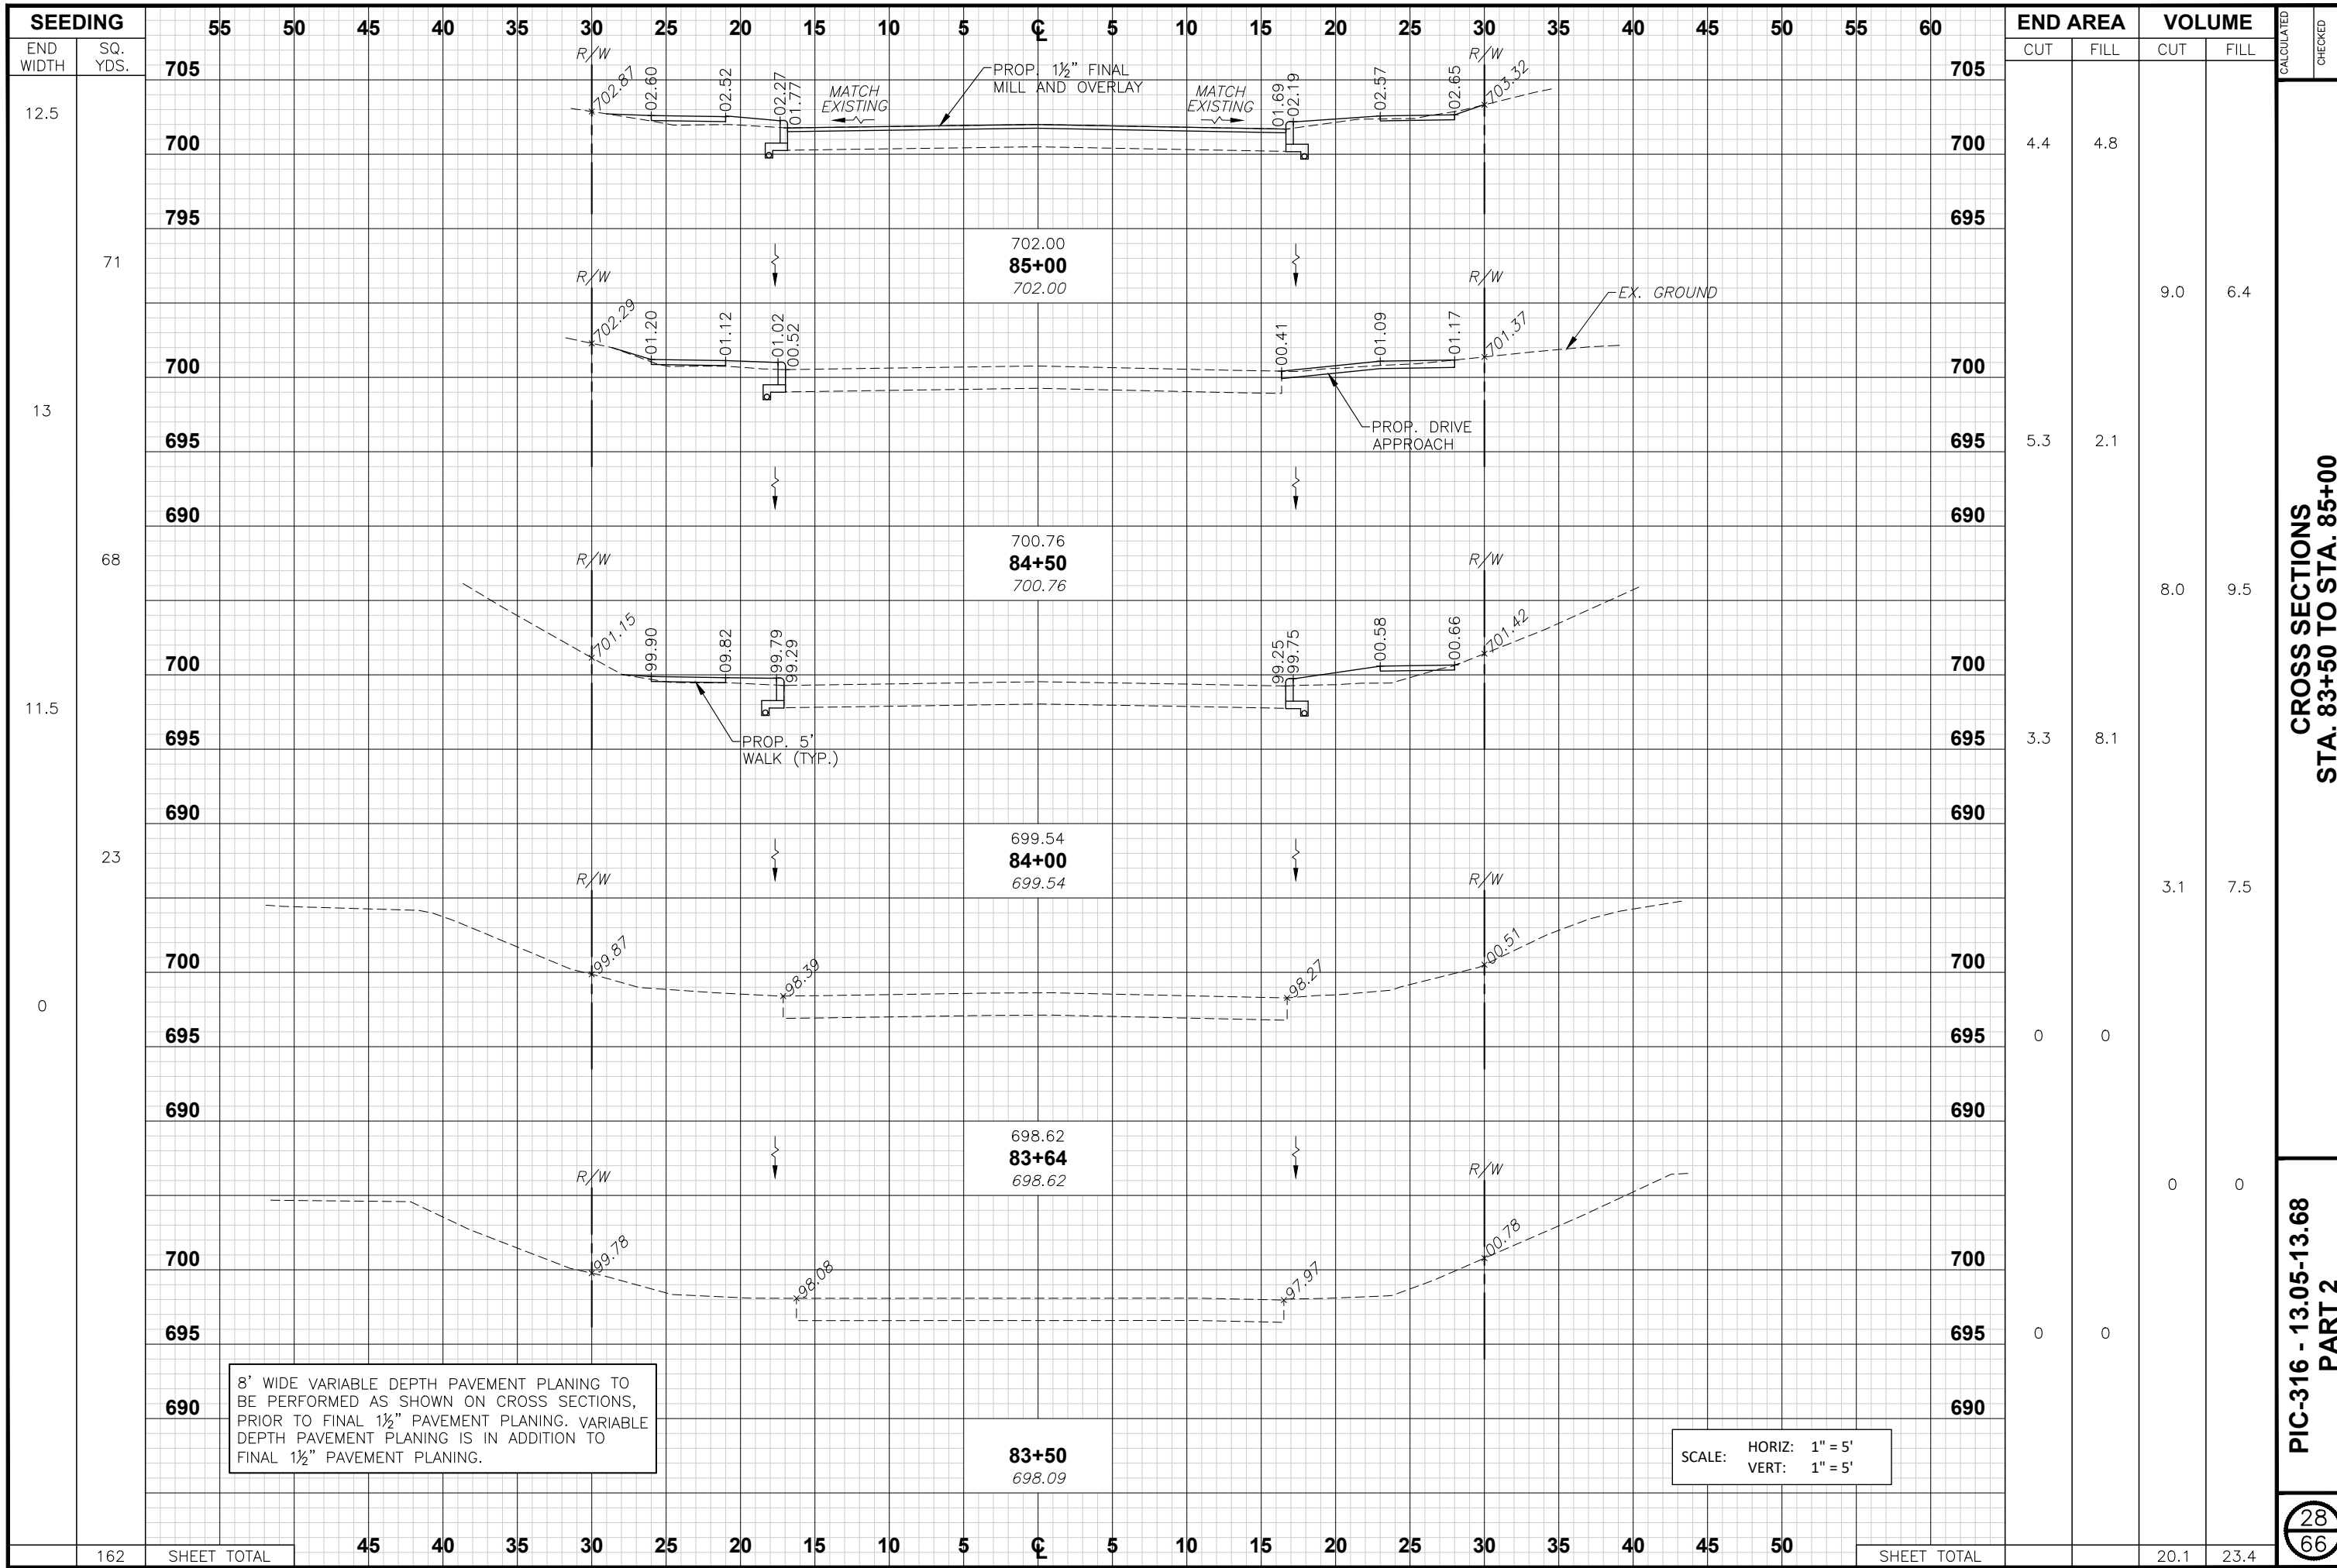 SEEDING
END WIDTH
SQ. YDS.
55 50 45 40 35 30 25 20 15 10 5 ℄ 5 10 15 20 25 30 35 40 45 50 55 60
END AREA
VOLUME
CUT FILL CUT FILL
CALCULATED
CHECKED
705
R/W
702.87
02.60
02.52
02.27
01.77
MATCH
EXISTING
PROP. 1½" FINAL
MILL AND OVERLAY
MATCH
EXISTING
01.69
02.19
02.57
02.65
R/W
703.32
705
12.5
700
700
4.4 4.8
795
695
71
702.00
85+00
702.00
9.0 6.4
R/W
702.29
01.20
01.12
01.02
00.52
00.41
01.09
01.17
R/W
701.37
EX. GROUND
700
700
13
PROP. DRIVE
APPROACH
695
695
5.3 2.1
690
690
68
700.76
84+50
700.76
8.0 9.5
R/W
701.15
99.90
09.82
99.79
99.29
99.25
99.75
00.58
00.66
R/W
701.42
700
700
11.5
PROP. 5'
WALK (TYP.)
695
695
3.3 8.1
690
690
23
699.54
84+00
699.54
3.1 7.5
R/W
99.87
98.39
98.27
R/W
00.51
700
700
0
695
695
0 0
690
690
698.62
83+64
698.62
0 0
R/W
99.78
98.08
97.97
R/W
00.78
700
700
695
695
0 0
8' WIDE VARIABLE DEPTH PAVEMENT PLANING TO
BE PERFORMED AS SHOWN ON CROSS SECTIONS,
PRIOR TO FINAL 1½" PAVEMENT PLANING. VARIABLE
DEPTH PAVEMENT PLANING IS IN ADDITION TO
FINAL 1½" PAVEMENT PLANING.
690
690
83+50
698.09
SCALE: HORIZ: 1" = 5'
VERT: 1" = 5'
45 40 35 30 25 20 15 10 5 ℄ 5 10 15 20 25 30 35 40 45 50
162 SHEET TOTAL
SHEET TOTAL 20.1 23.4
CROSS SECTIONS
STA. 83+50 TO STA. 85+00
PIC-316 - 13.05-13.68
PART 2
28
66